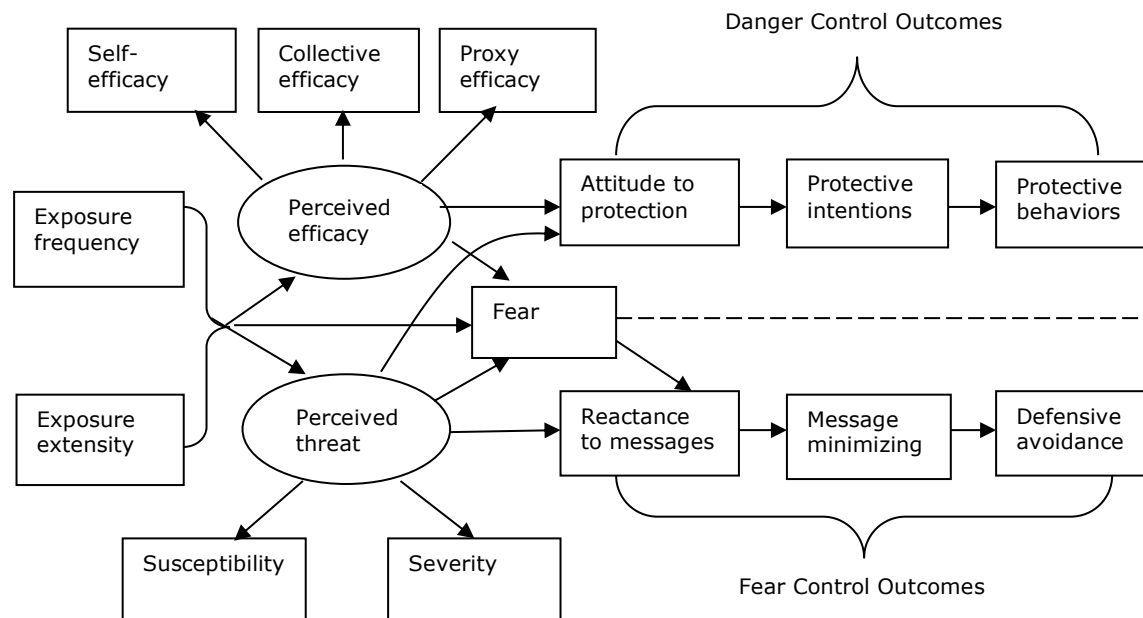 Danger Control Outcomes
Self-
efficacy
Collective
efficacy
Proxy
efficacy
Exposure
frequency
Perceived
efficacy
Attitude to
protection
Protective
intentions
Protective
behaviors
Fear
Exposure
extensity
Perceived
threat
Reactance
to messages
Message
minimizing
Defensive
avoidance
Susceptibility
Severity
Fear Control Outcomes